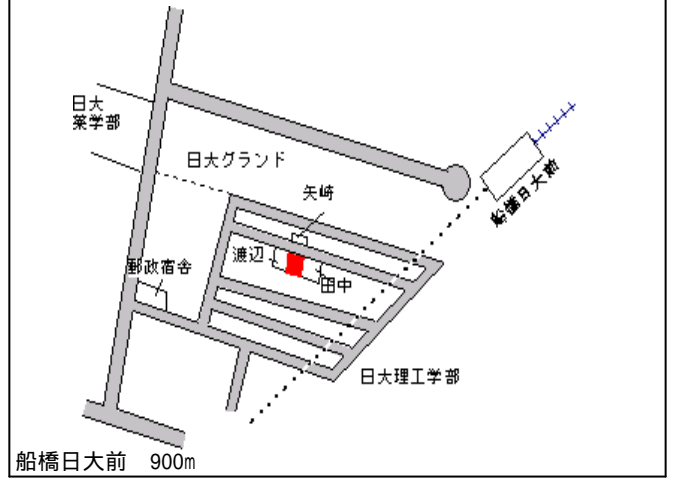 日大
薬学部
日大グランド
矢崎
船橋日大前
渡辺
田中
郵政宿舎
日大理工学部
船橋日大前　900m